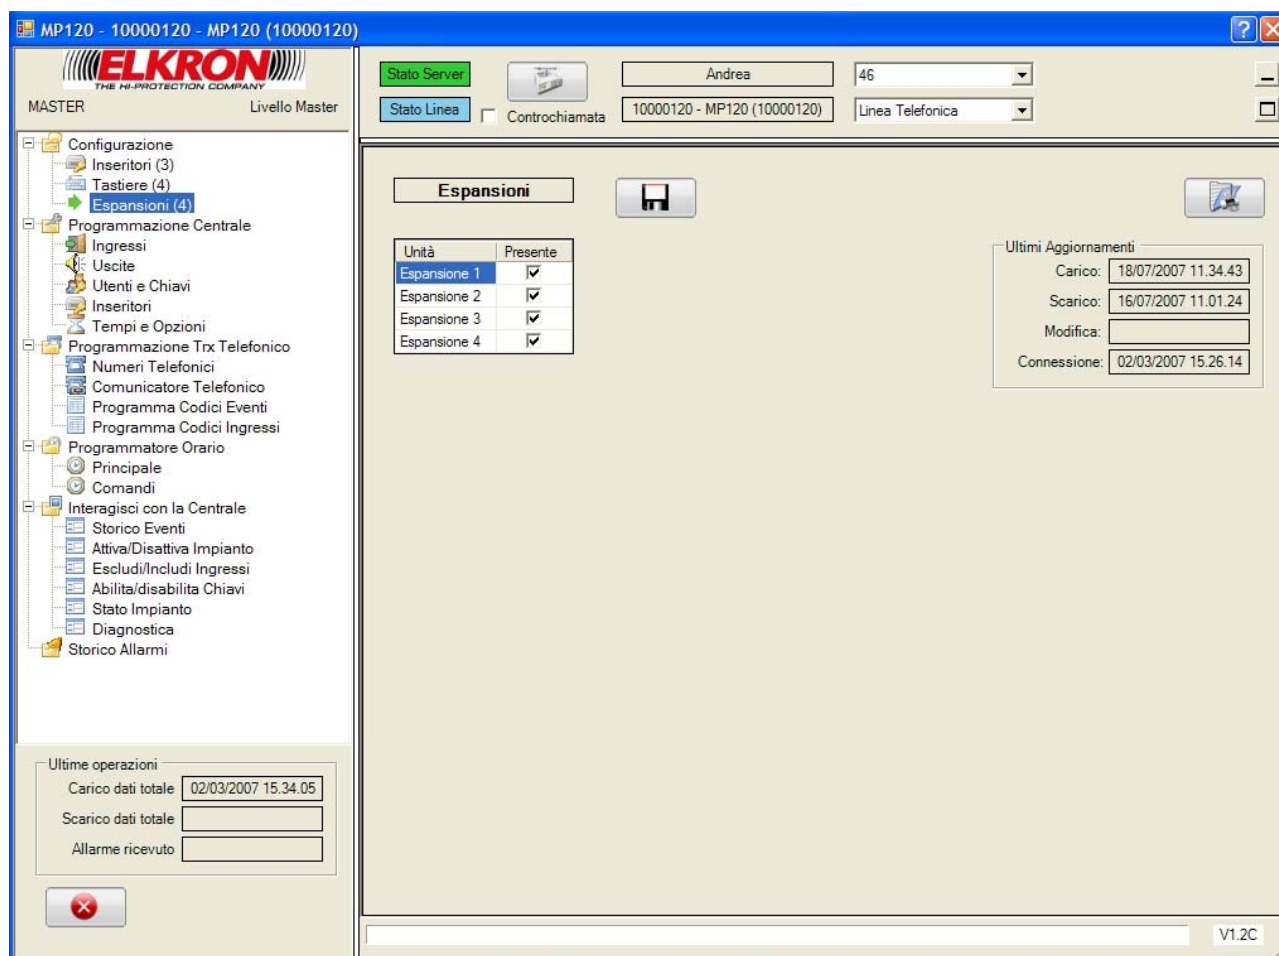 MP120 - 10000120 - MP120 (10000120)
ELKRON
THE HI-PROTECTION COMPANY
MASTER Livello Master
Configurazione
Inseritori (3)
Tastiere (4)
Espansioni (4)
Programmazione Centrale
Ingressi
Uscite
Utenti e Chiavi
Inseritori
Tempi e Opzioni
Programmazione Trx Telefonico
Numeri Telefonici
Comunicatore Telefonico
Programma Codici Eventi
Programma Codici Ingressi
Programmatore Orario
Principale
Comandi
Interagisci con la Centrale
Storico Eventi
Attiva/Disattiva Impianto
Escludi/Includi Ingressi
Abilita/disabilita Chiavi
Stato Impianto
Diagnostica
Storico Allarmi
Ultime operazioni
Carico dati totale 02/03/2007 15.34.05
Scarico dati totale
Allarme ricevuto
Stato Server Andrea 46
Stato Linea Controchiamata 10000120 - MP120 (10000120) Linea Telefonica
Espansioni
Unità Presente
Espansione 1
Espansione 2
Espansione 3
Espansione 4
Ultimi Aggiornamenti
Carico: 18/07/2007 11.34.43
Scarico: 16/07/2007 11.01.24
Modifica:
Connessione: 02/03/2007 15.26.14
V1.2C